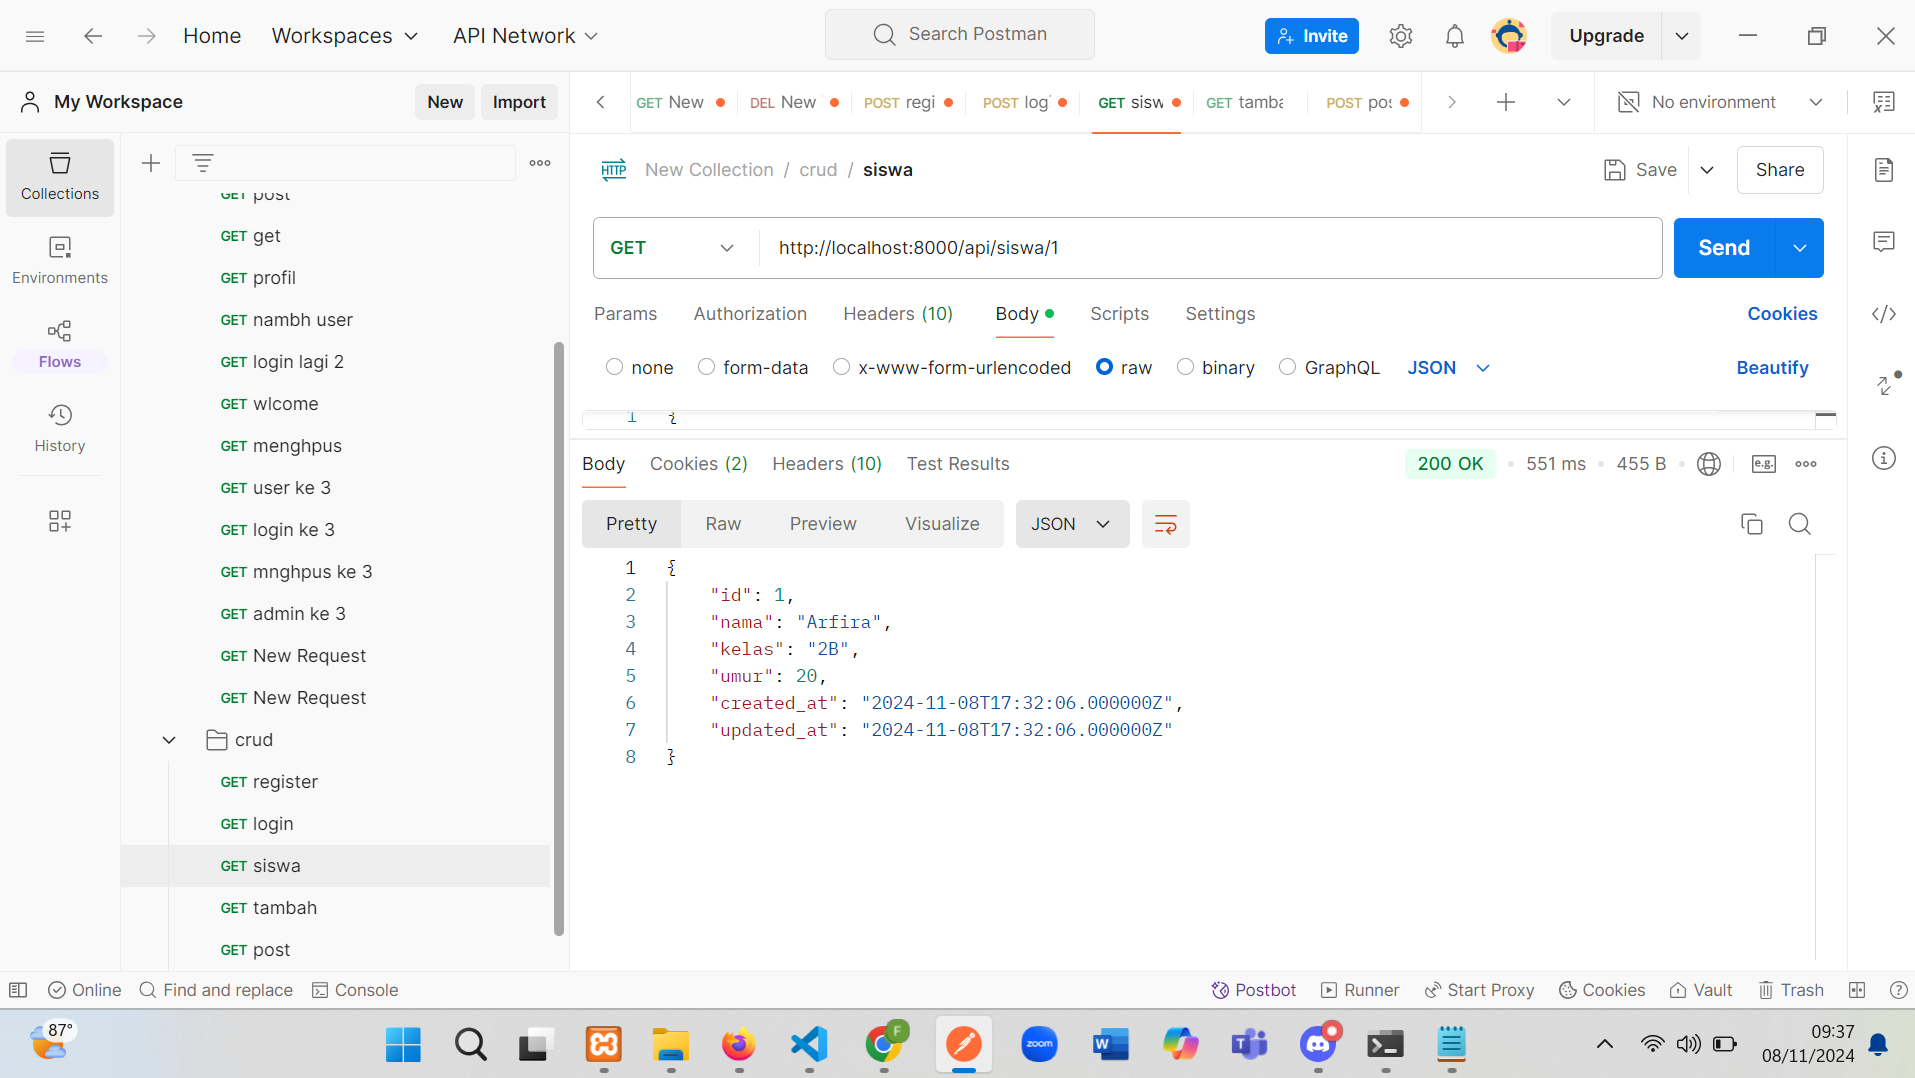 Home Workspaces API Network Search Postman Invite Upgrade
My Workspace New Import GET New DEL New POST regi POST log GET sisw GET tamba POST pos No environment
Collections
Environments
Flows
History
GET post
GET get
GET profil
GET nambh user
GET login lagi 2
GET wlcome
GET menghpus
GET user ke 3
GET login ke 3
GET mnghpus ke 3
GET admin ke 3
GET New Request
GET New Request
crud
GET register
GET login
GET siswa
GET tambah
GET post
HTTP New Collection / crud / siswa Save Share
GET http://localhost:8000/api/siswa/1 Send
Params Authorization Headers (10) Body Scripts Settings Cookies
none form-data x-www-form-urlencoded raw binary GraphQL JSON Beautify
1 {
Body Cookies (2) Headers (10) Test Results 200 OK 551 ms 455 B e.g.
Pretty Raw Preview Visualize JSON
1 {
2 "id": 1,
3 "nama": "Arfira",
4 "kelas": "2B",
5 "umur": 20,
6 "created_at": "2024-11-08T17:32:06.000000Z",
7 "updated_at": "2024-11-08T17:32:06.000000Z"
8 }
Online Find and replace Console Postbot Runner Start Proxy Cookies Vault Trash
87° F zoom W T 09:37
08/11/2024